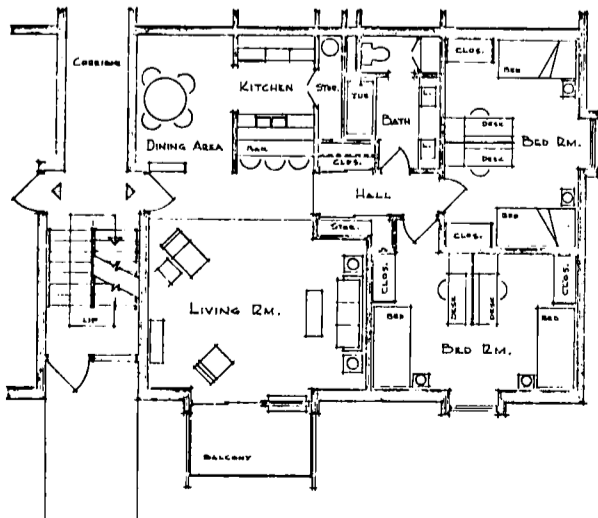 CORRIDOR
KITCHEN
STOR.
CLOS.
BED
TUB
BATH
DINING AREA
BAR
DESK
DESK
BED RM.
CLOS.
HALL
BED
STOR.
CLOS.
CLOS.
LIVING RM.
DESK
DESK
CLOS.
BED
BED
UP
BED RM.
BALCONY